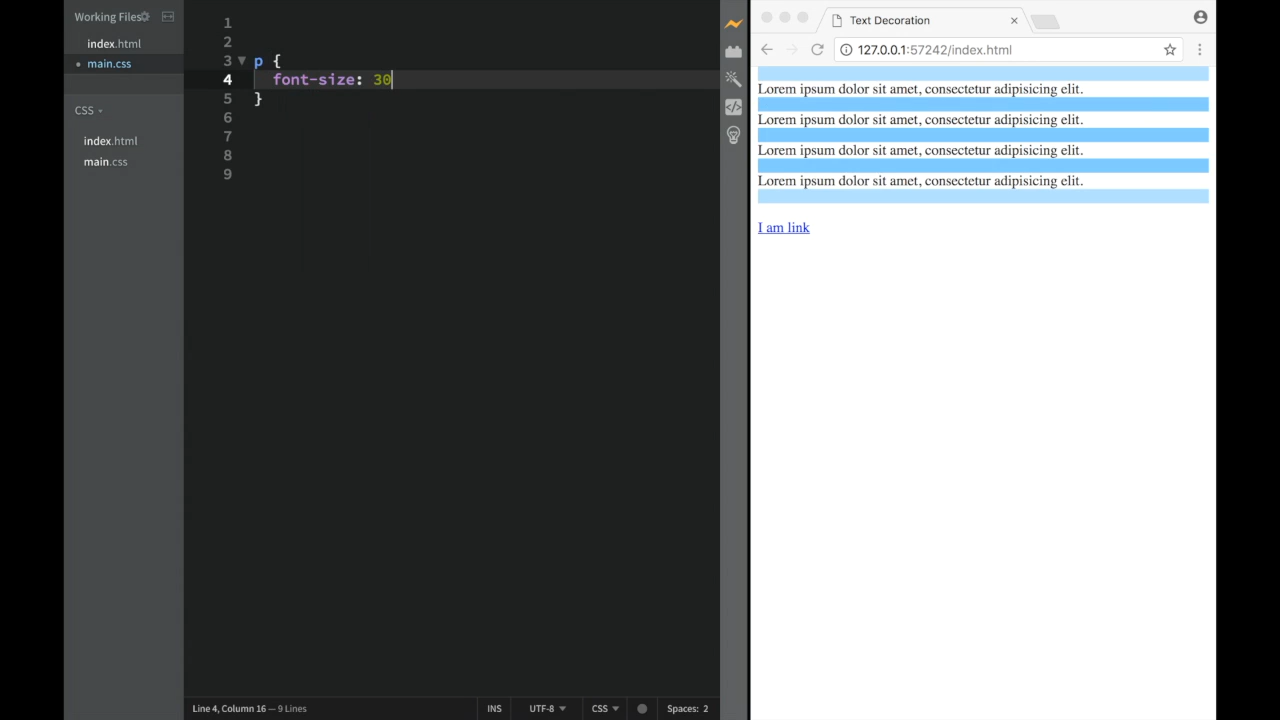 Working Files
index.html
main.css
CSS
index.html
main.css
1
2
3 p {
4 font-size: 30
5 }
6
7
8
9
Line 4, Column 16 — 9 Lines
INS
UTF-8
CSS
Spaces: 2
Text Decoration
127.0.0.1:57242/index.html
Lorem ipsum dolor sit amet, consectetur adipisicing elit.
Lorem ipsum dolor sit amet, consectetur adipisicing elit.
Lorem ipsum dolor sit amet, consectetur adipisicing elit.
Lorem ipsum dolor sit amet, consectetur adipisicing elit.
I am link